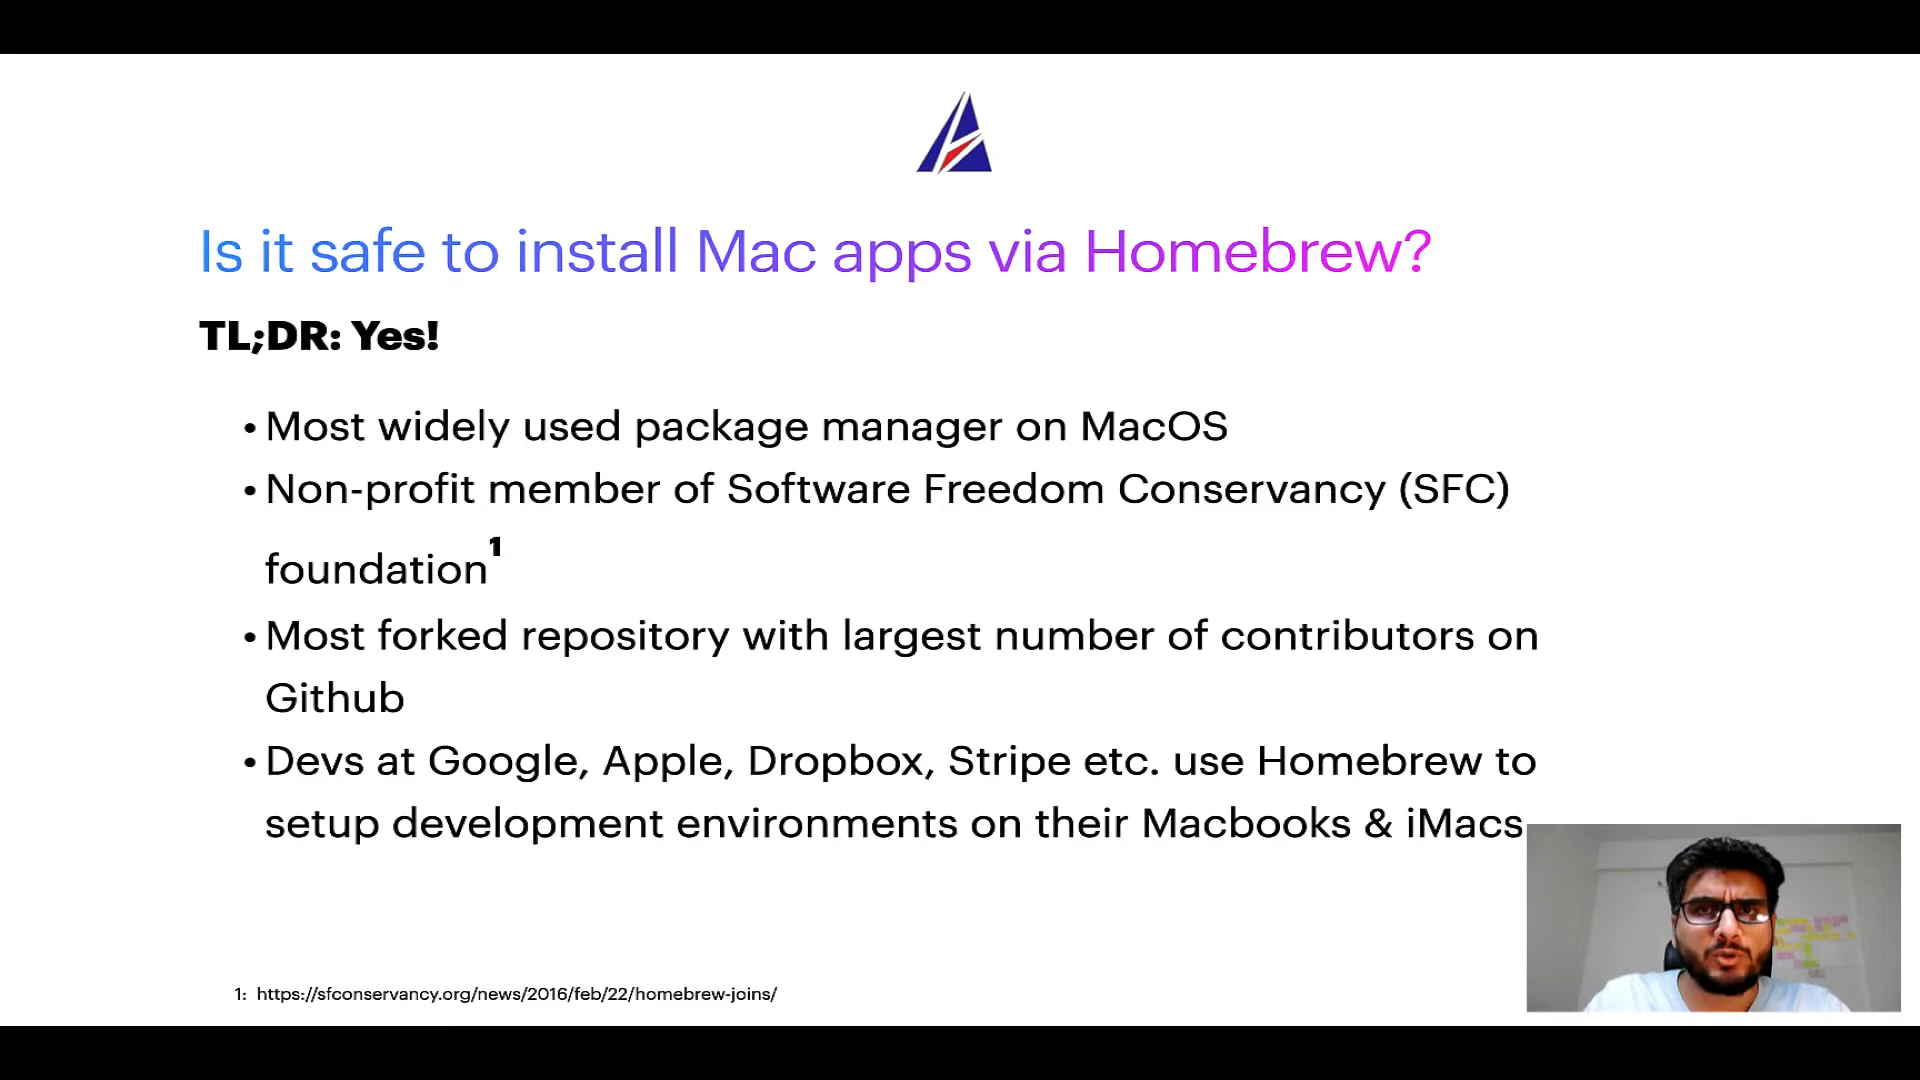 Is it safe to install Mac apps via Homebrew?
TL;DR: Yes!
• Most widely used package manager on MacOS
• Non-profit member of Software Freedom Conservancy (SFC)
foundation1
• Most forked repository with largest number of contributors on
Github
• Devs at Google, Apple, Dropbox, Stripe etc. use Homebrew to
setup development environments on their Macbooks & iMacs
1: https://sfconservancy.org/news/2016/feb/22/homebrew-joins/